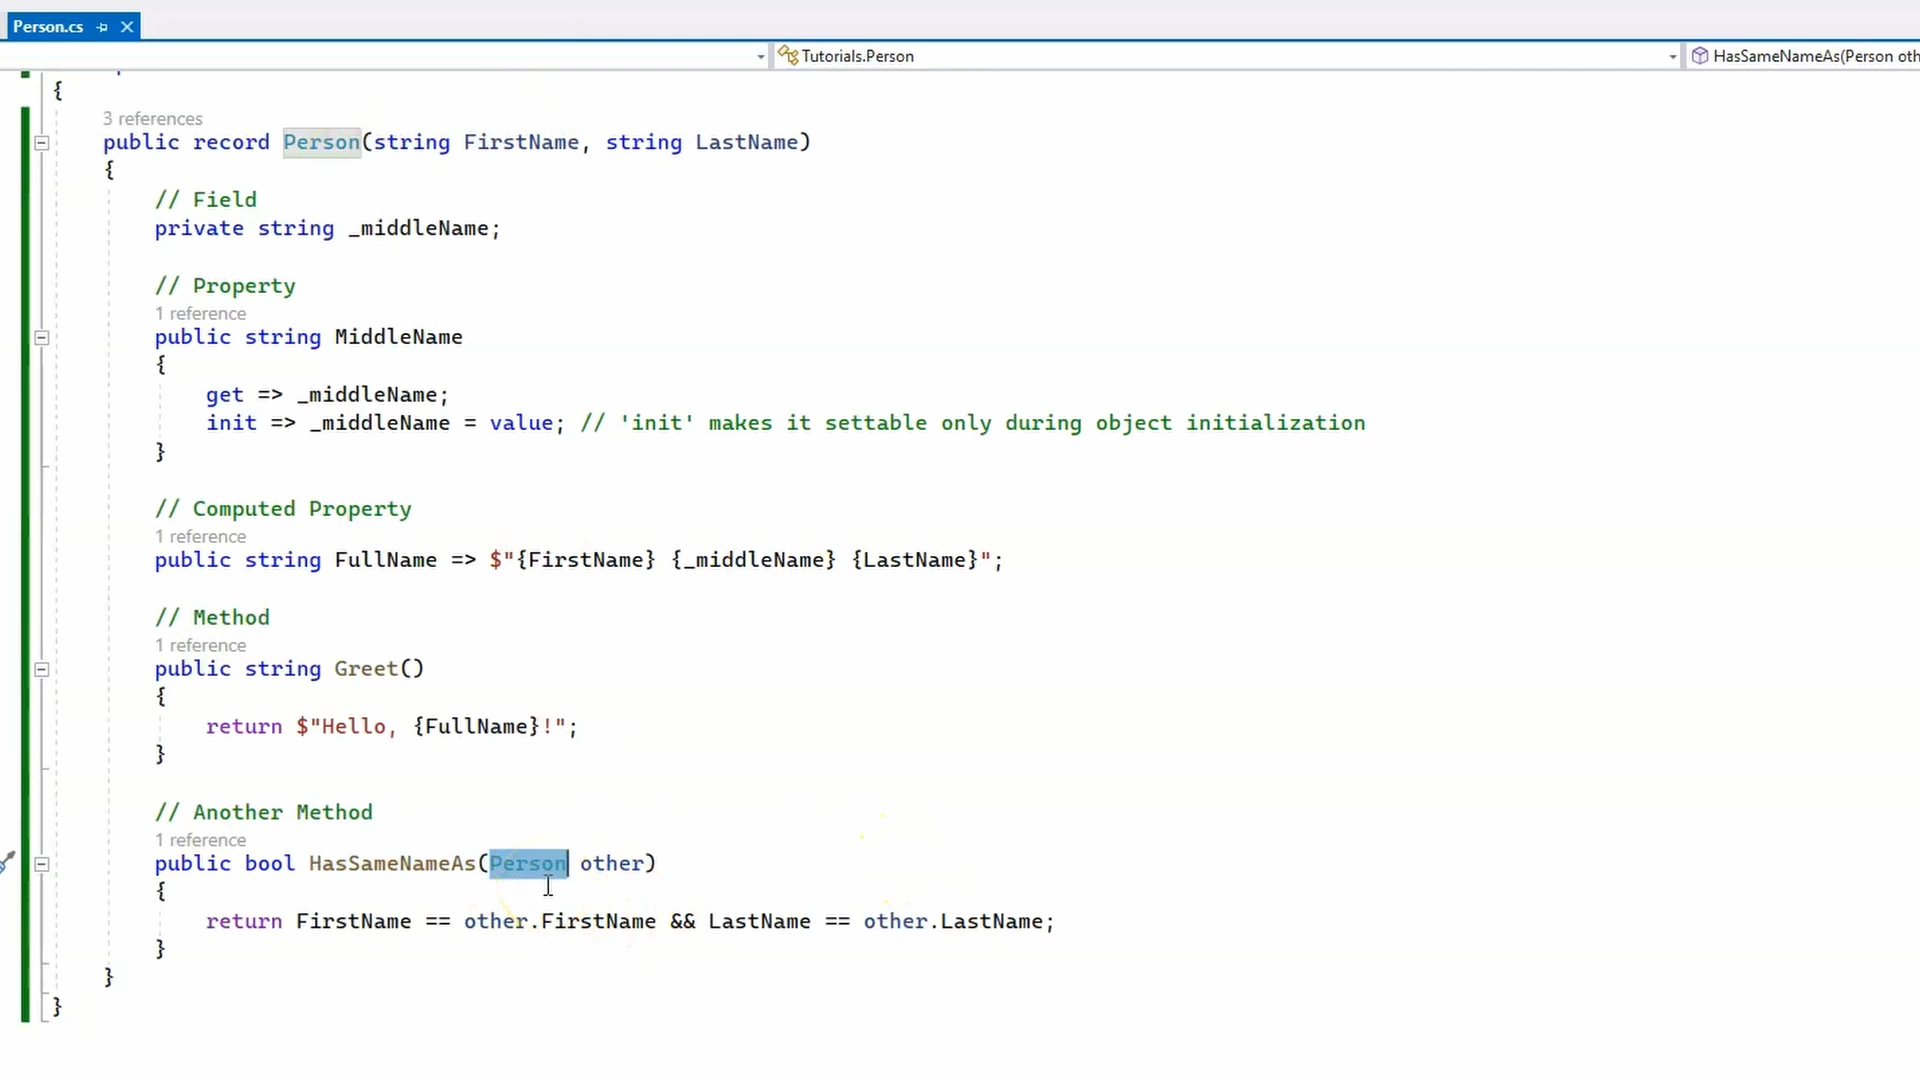 Person.cs
Tutorials.Person
HasSameNameAs(Person oth
{
3 references
public record Person(string FirstName, string LastName)
{
// Field
private string _middleName;
// Property
1 reference
public string MiddleName
{
get => _middleName;
init => _middleName = value; // 'init' makes it settable only during object initialization
}
// Computed Property
1 reference
public string FullName => $"{FirstName} {_middleName} {LastName}";
// Method
1 reference
public string Greet()
{
return $"Hello, {FullName}!";
}
// Another Method
1 reference
public bool HasSameNameAs(Person other)
{
return FirstName == other.FirstName && LastName == other.LastName;
}
}
}